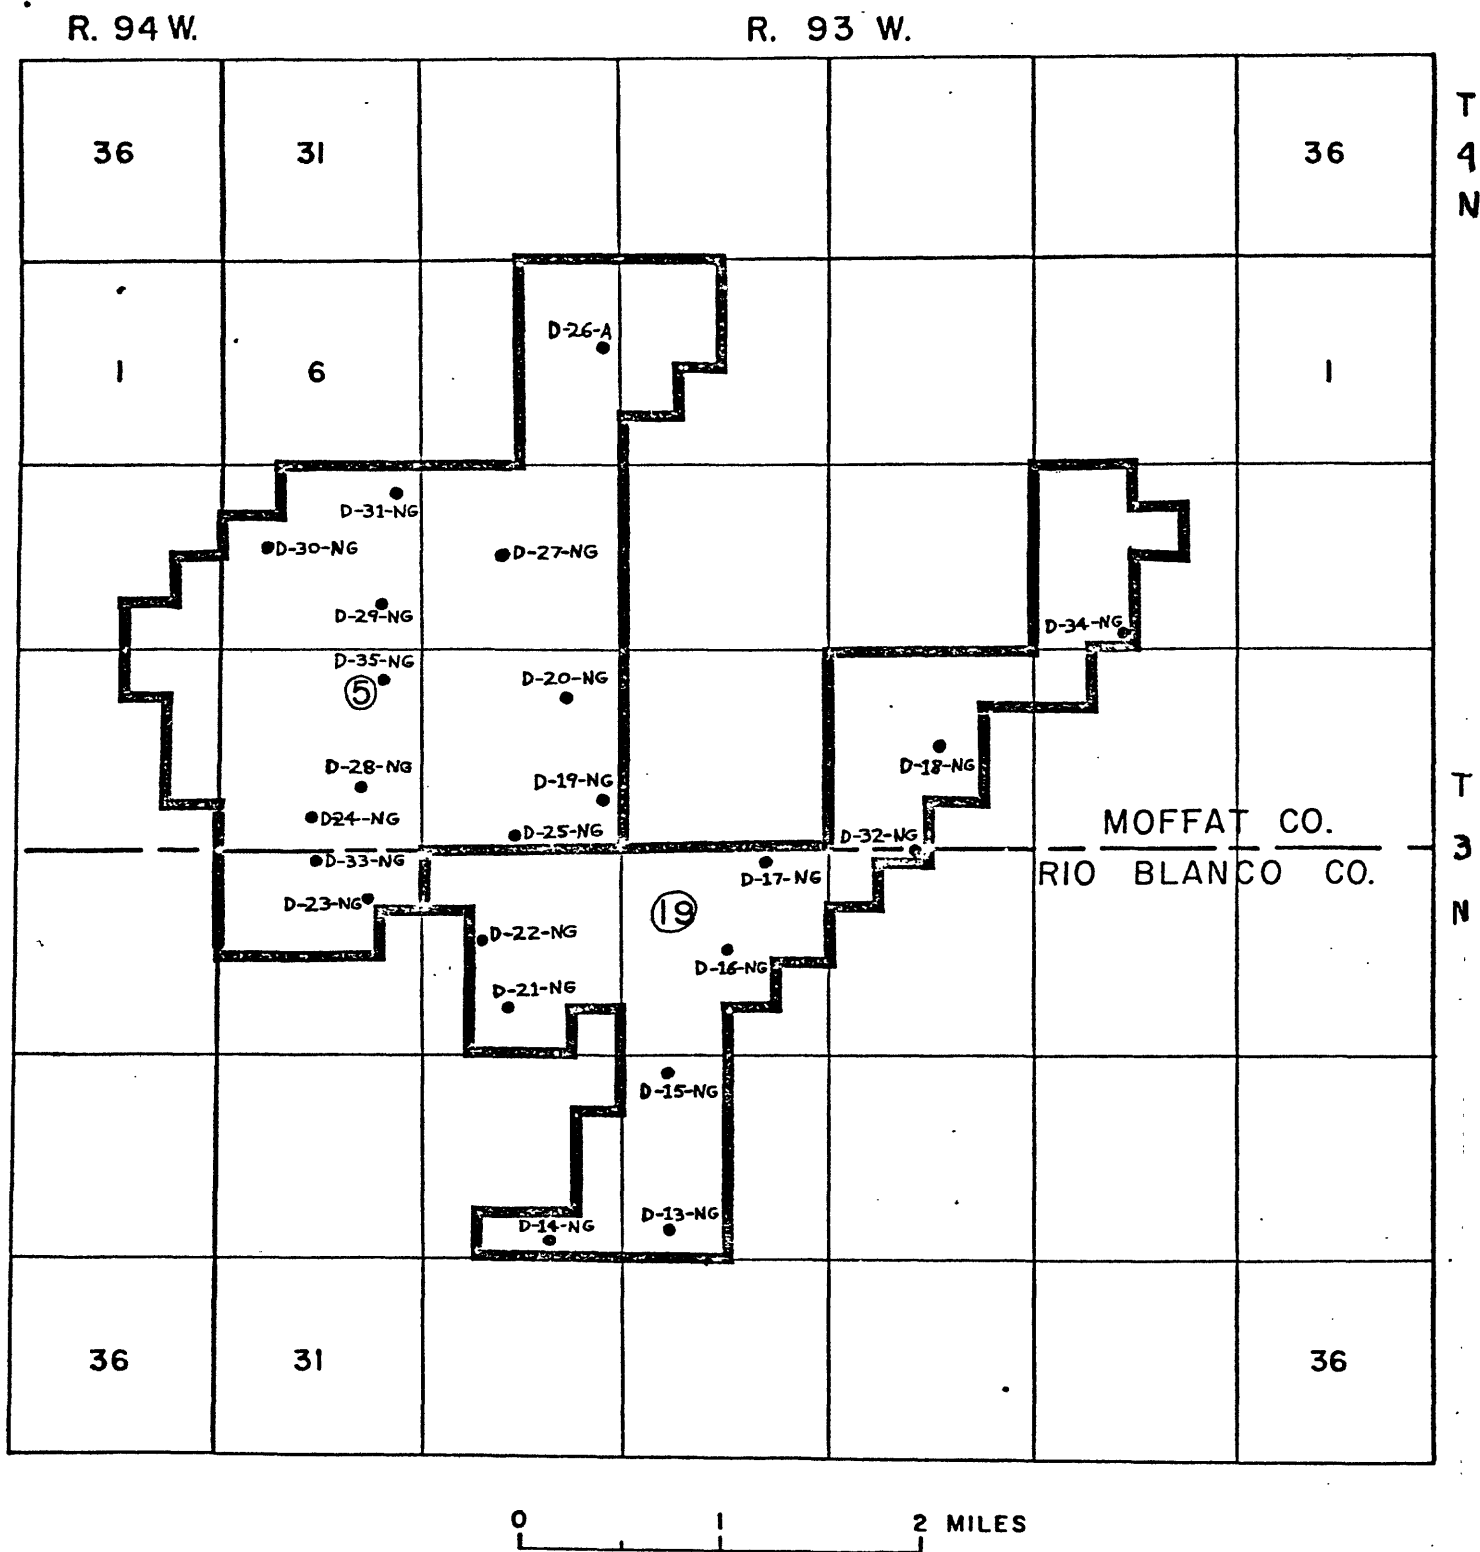 R. 94 W. R. 93 W.
T
4
N
36 31 36
D-26-A
1 6 1
D-31-NG
D-30-NG D-27-NG
D-29-NG
D-34-NG
D-35-NG
D-20-NG
5
D-28-NG
D-18-NG
D-19-NG
T
3
N
D-24-NG
MOFFAT CO.
D-25-NG D-32-NG
D-33-NG
D-17-NG
RIO BLANCO CO.
D-23-NG
19
D-22-NG
D-16-NG
D-21-NG
D-15-NG
D-13-NG
D-14-NG
36 31 36
0 1 2 MILES